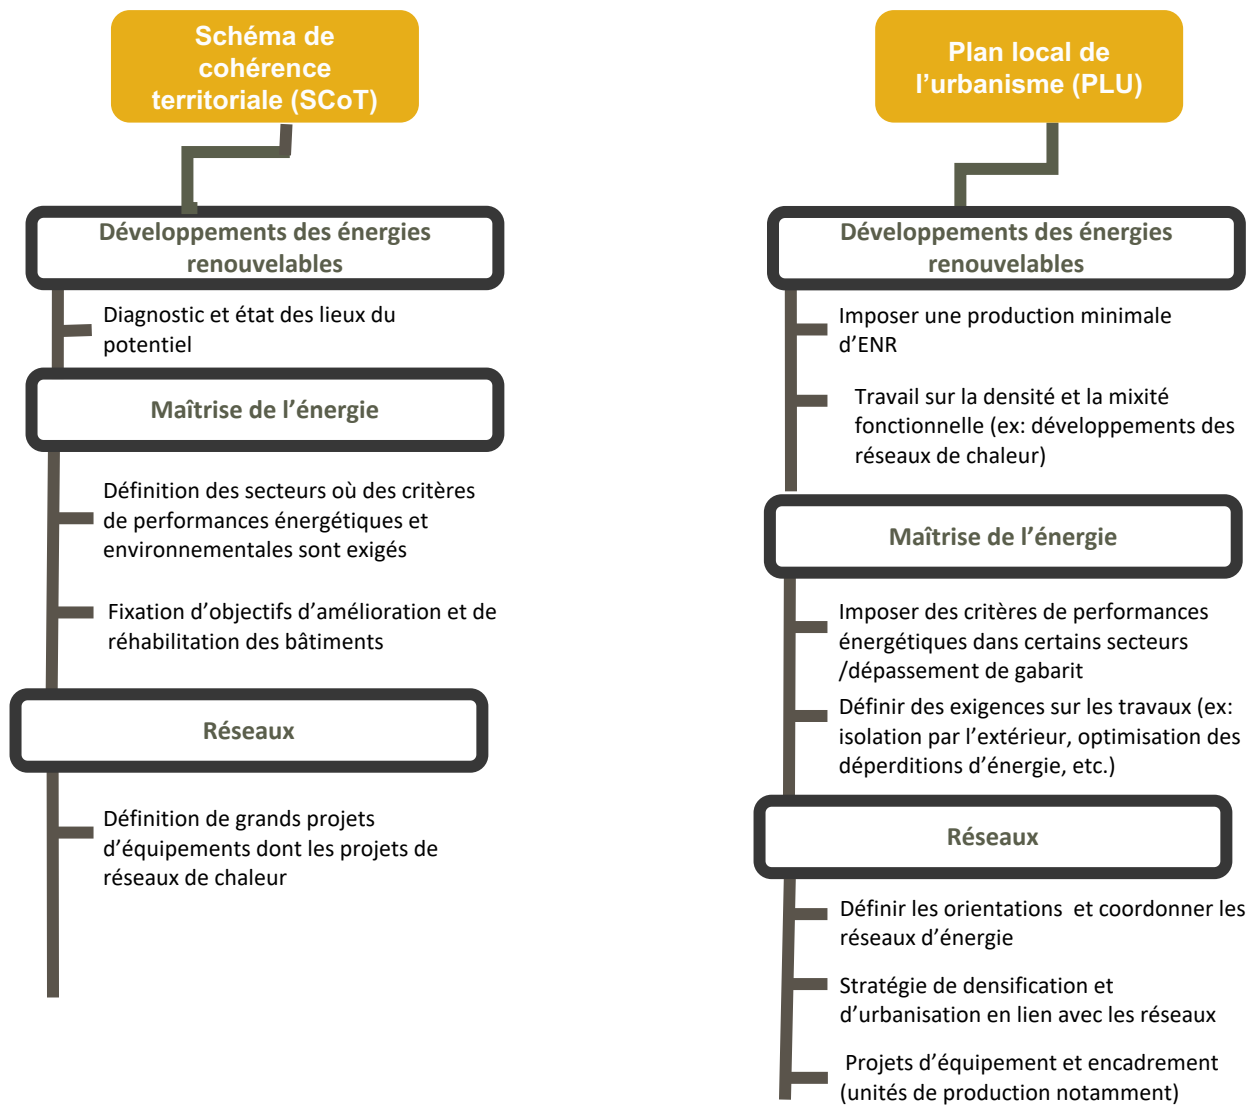 Schéma de
cohérence
territoriale (SCoT)
Développements des énergies
renouvelables
Diagnostic et état des lieux du
potentiel
Maîtrise de l’énergie
Définition des secteurs où des critères
de performances énergétiques et
environnementales sont exigés
Fixation d’objectifs d’amélioration et de
réhabilitation des bâtiments
Réseaux
Définition de grands projets
d’équipements dont les projets de
réseaux de chaleur
Plan local de
l’urbanisme (PLU)
Développements des énergies
renouvelables
Imposer une production minimale
d’ENR
Travail sur la densité et la mixité
fonctionnelle (ex: développements des
réseaux de chaleur)
Maîtrise de l’énergie
Imposer des critères de performances
énergétiques dans certains secteurs
/dépassement de gabarit
Définir des exigences sur les travaux (ex:
isolation par l’extérieur, optimisation des
déperditions d’énergie, etc.)
Réseaux
Définir les orientations et coordonner les
réseaux d’énergie
Stratégie de densification et
d’urbanisation en lien avec les réseaux
Projets d’équipement et encadrement
(unités de production notamment)